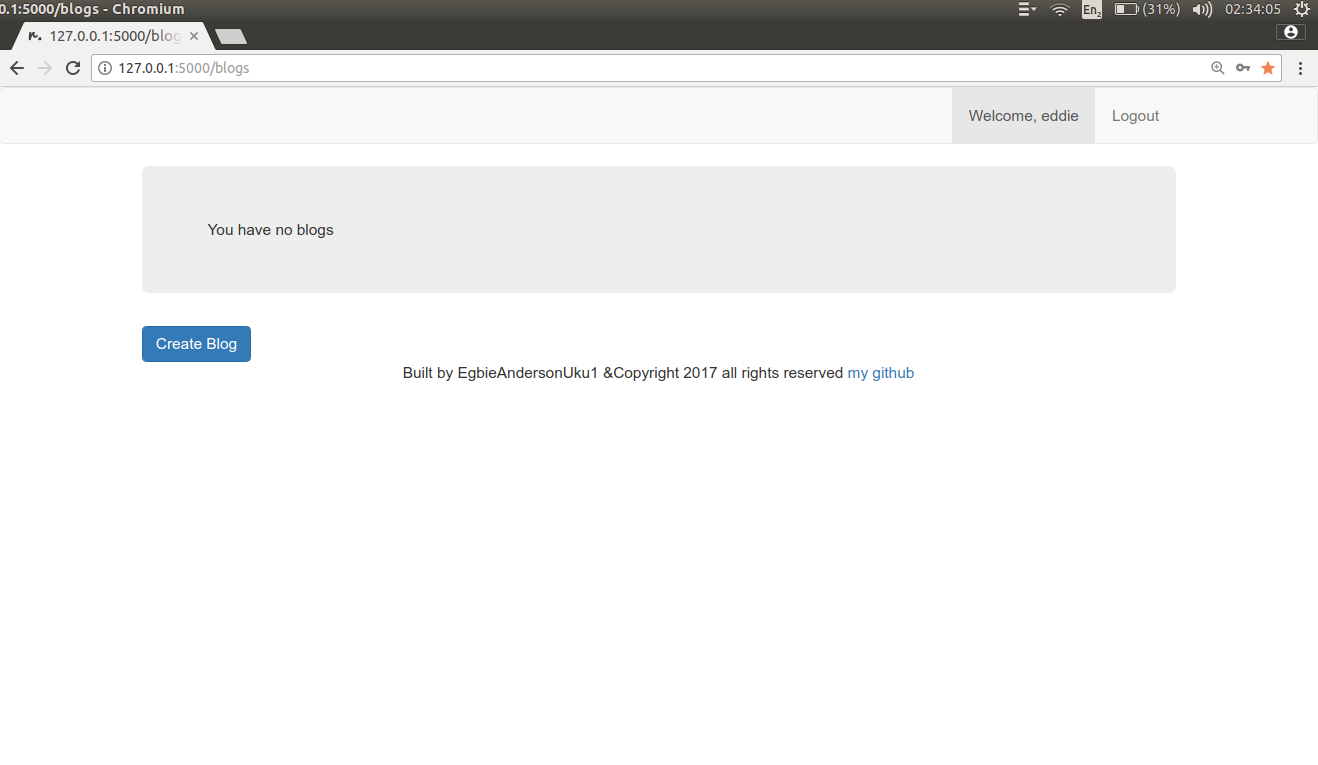 0.1:5000/blogs - Chromium
En2 (31%) 02:34:05
127.0.0.1:5000/blog
127.0.0.1:5000/blogs
Welcome, eddie Logout
You have no blogs
Create Blog
Built by EgbieAndersonUku1 &Copyright 2017 all rights reserved my github